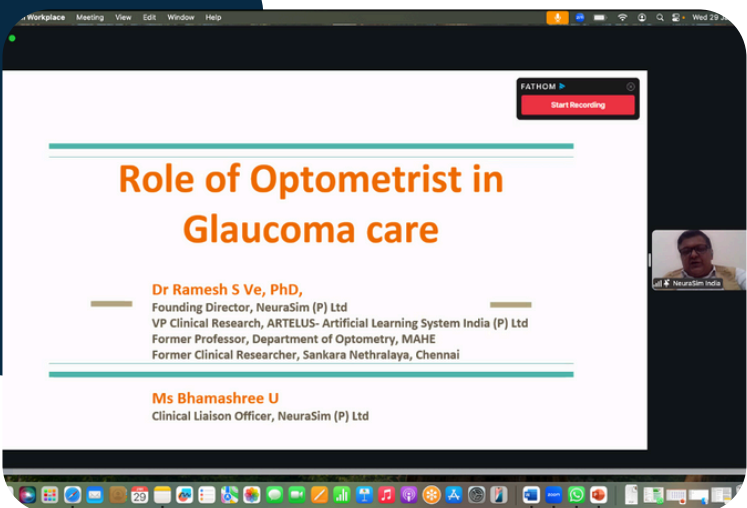 Workplace Meeting View Edit Window Help
Wed 29
FATHOM
Start Recording
Role of Optometrist in
Glaucoma care
Dr Ramesh S Ve, PhD,
Founding Director, NeuraSim (P) Ltd
VP Clinical Research, ARTELUS- Artificial Learning System India (P) Ltd
Former Professor, Department of Optometry, MAHE
Former Clinical Researcher, Sankara Nethralaya, Chennai
NeuraSim India
Ms Bhamashree U
Clinical Liaison Officer, NeuraSim (P) Ltd
29